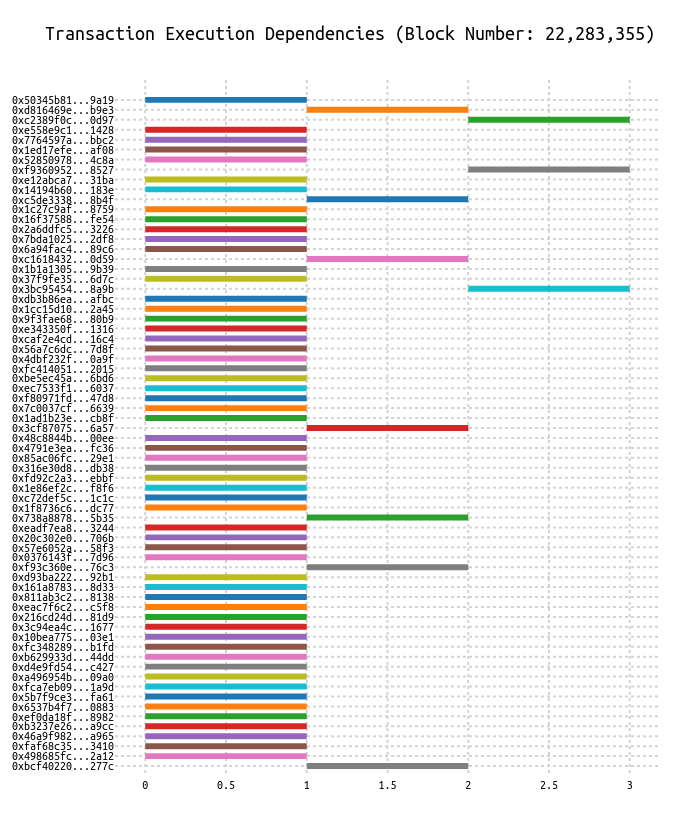 Transaction Execution Dependencies (Block Number: 22,283,355)
0x50345b81...9a19
0xd816469e...b9e3
0xc2389f0c...0d97
0xe558e9c1...1428
0x7764597a...bbc2
0x1ed17efe...af08
0x52850978...4c8a
0xf9360952...8527
0xe12abca7...31ba
0x14194b60...183e
0xc5de3338...8b4f
0x1c27c9af...8759
0x16f37588...fe54
0x2a6ddfc5...3226
0x7bda1025...2df8
0x6a94fac4...89c6
0xc1618432...0d59
0x1b1a1305...9b39
0x37f9fe35...6d7c
0x3bc95454...8a9b
0xdb3b86ea...afbc
0x1cc15d10...2a45
0x9f3fae68...80b9
0xe343350f...1316
0xcaf2e4cd...16c4
0x56a7c6dc...7d8f
0x4dbf232f...0a9f
0xfc414051...2015
0xbe5ec45a...6bd6
0xec7533f1...6037
0xf80971fd...47d8
0x7c0037cf...6639
0x1ad1b23e...cb8f
0x3cf87075...6a57
0x48c8844b...00ee
0x4791e3ea...fc36
0x85ac06fc...29e1
0x316e30d8...db38
0xfd92c2a3...ebbf
0x1e86ef2c...f8f6
0xc72def5c...1c1c
0x1f8736c6...dc77
0x738a8878...5b35
0xeadf7ea8...3244
0x20c302e0...706b
0x57e6052a...58f3
0x0376143f...7d96
0xf93c360e...76c3
0xd93ba222...92b1
0x161a8783...8d33
0x811ab3c2...8138
0xeac7f6c2...c5f8
0x216cd24d...81d9
0x3c94ea4c...1677
0x10bea775...03e1
0xfc348289...b1fd
0xb629933d...44dd
0xd4e9fd54...c427
0xa496954b...09a0
0xfca7eb09...1a9d
0x5b7f9ce3...fa61
0x6537b4f7...0883
0xef0da18f...8982
0xb3237e26...a9cc
0x46a9f982...a965
0xfaf68c35...3410
0x498685fc...2a12
0xbcf40220...277c
0 0.5 1 1.5 2 2.5 3